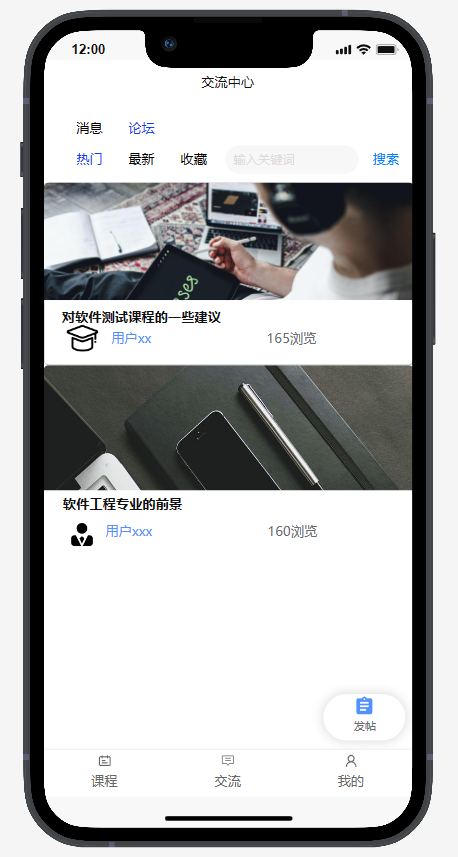 12:00
交流中心
消息 论坛
热门 最新 收藏 输入关键词 搜索
对软件测试课程的一些建议
用户xx 165浏览
软件工程专业的前景
用户xxx 160浏览
发帖
课程 交流 我的